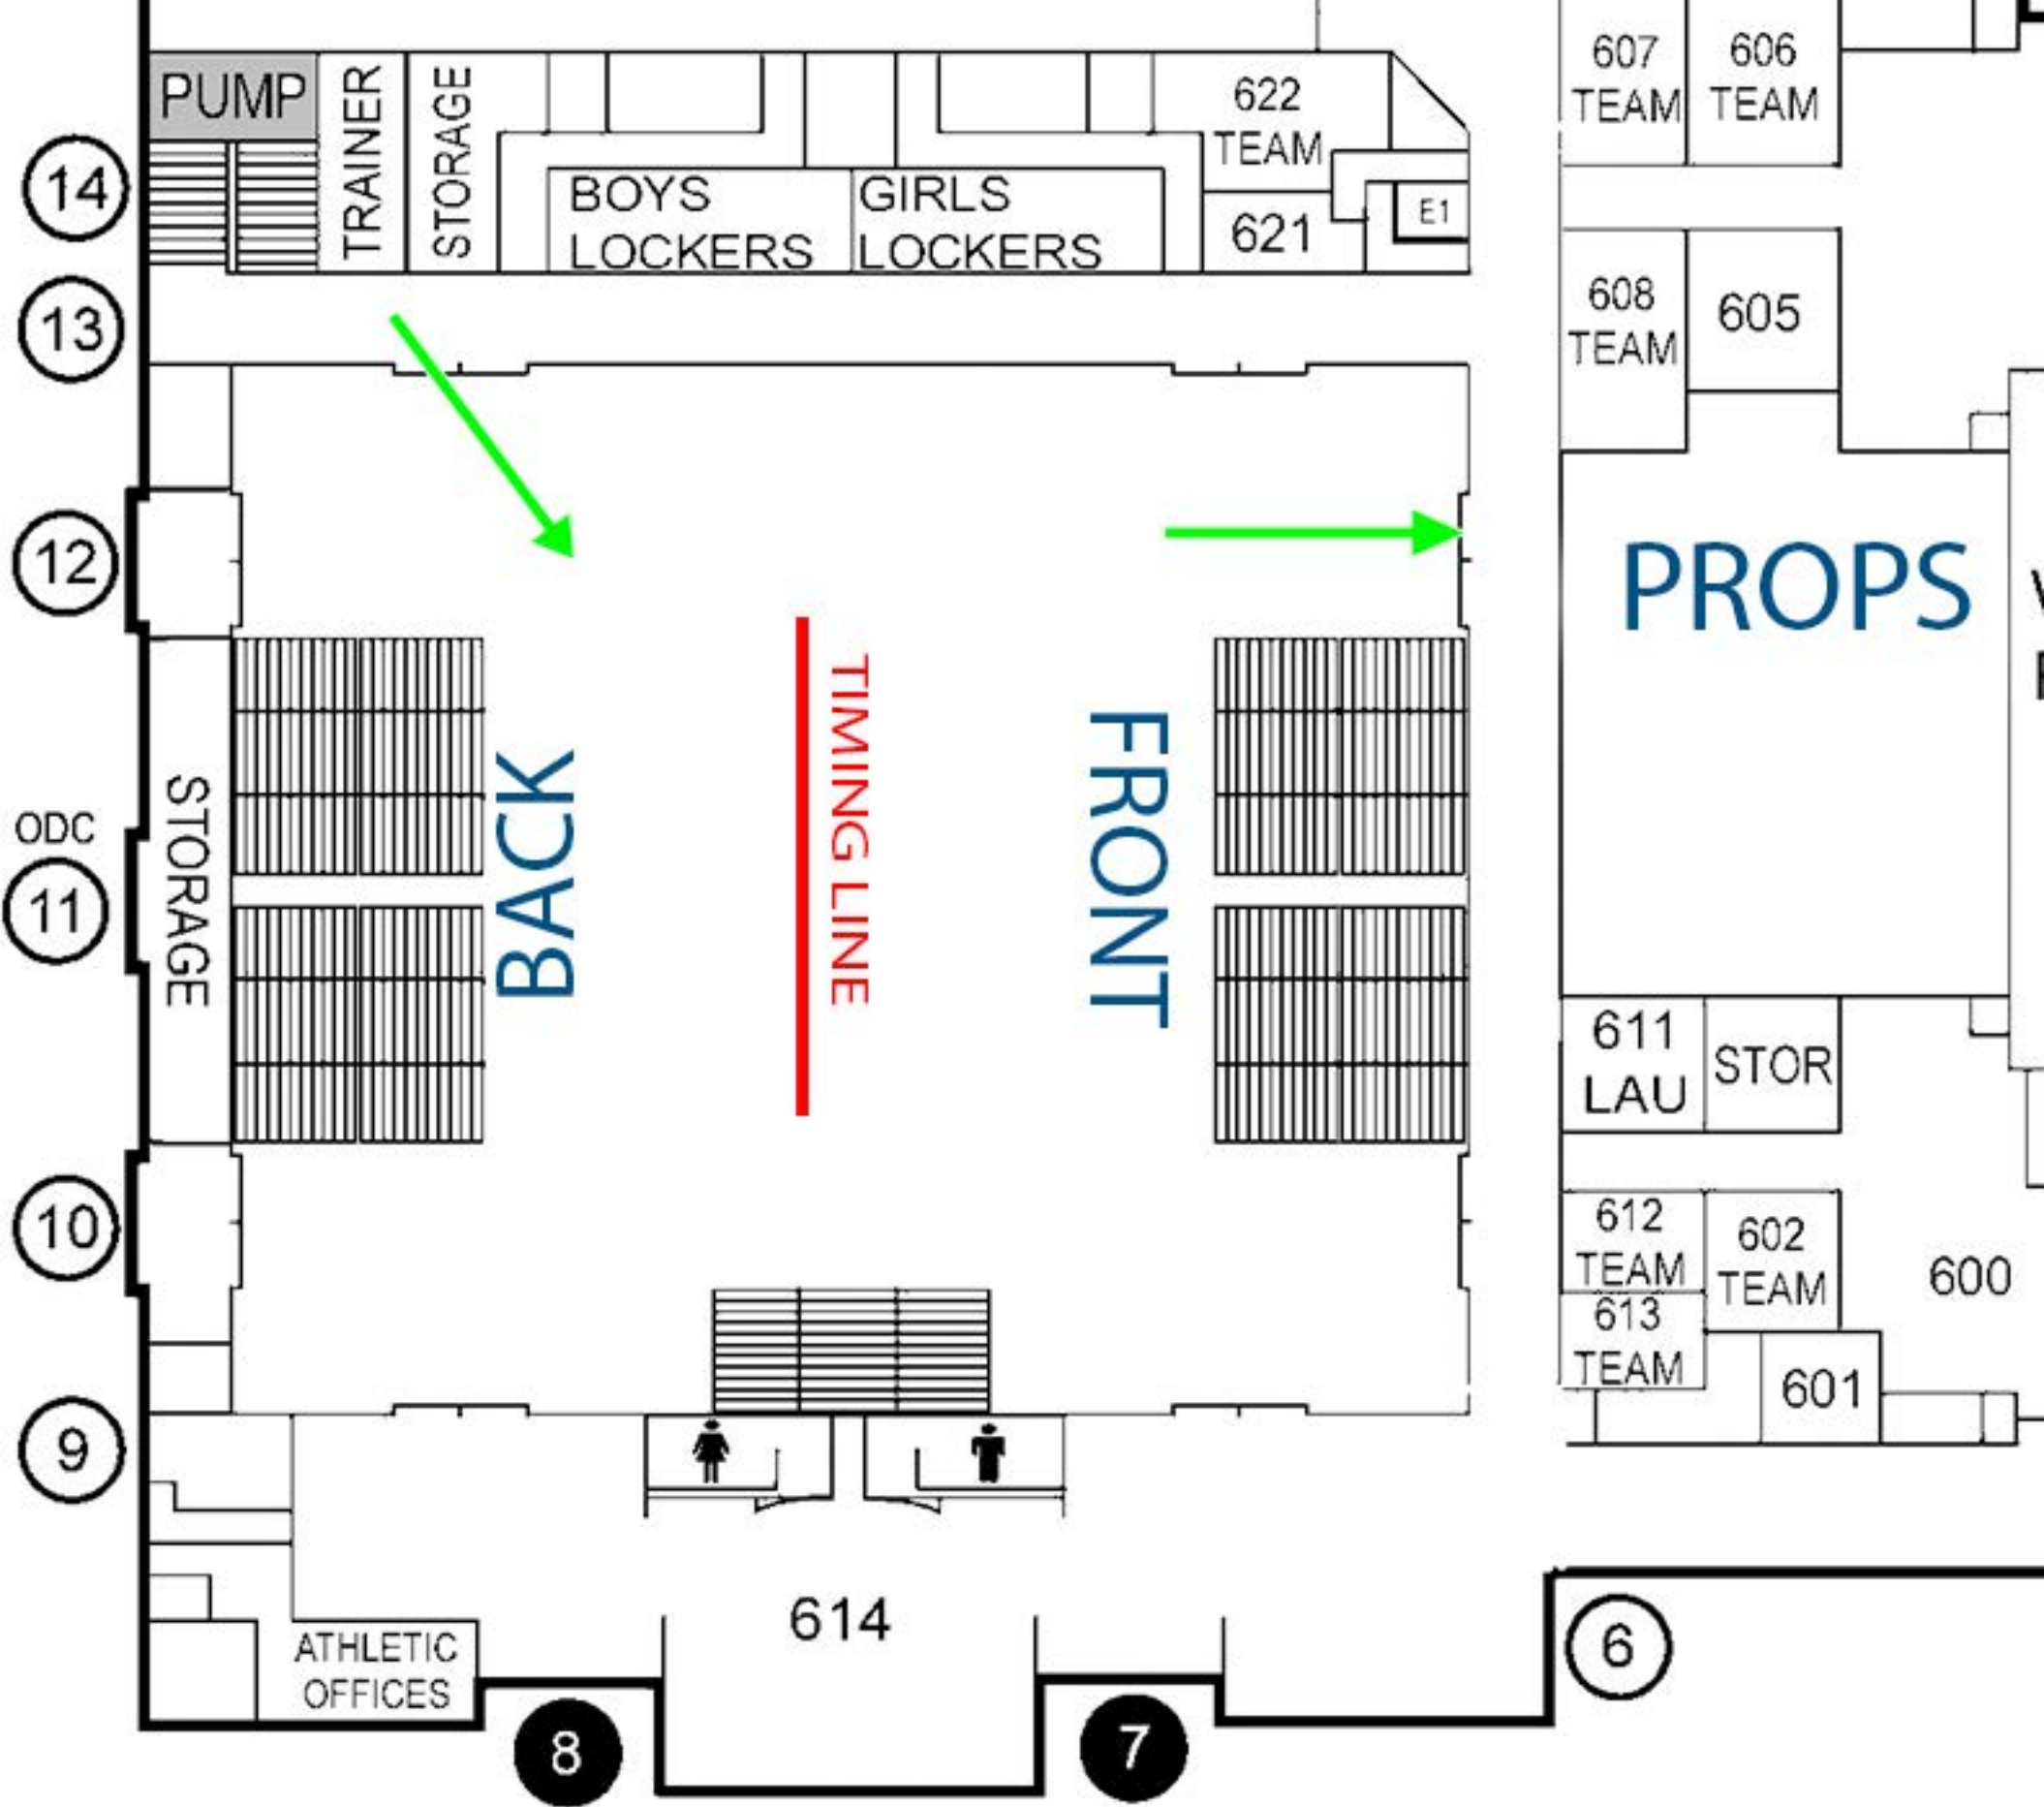 PUMP
TRAINER
STORAGE
BOYS
LOCKERS
GIRLS
LOCKERS
622
TEAM
621
E1
607
TEAM
606
TEAM
608
TEAM
605
14
13
12
ODC
11
10
9
STORAGE
BACK
TIMING LINE
FRONT
PROPS
611
LAU
STOR
612
TEAM
602
TEAM
613
TEAM
601
600
614
ATHLETIC
OFFICES
8
7
6